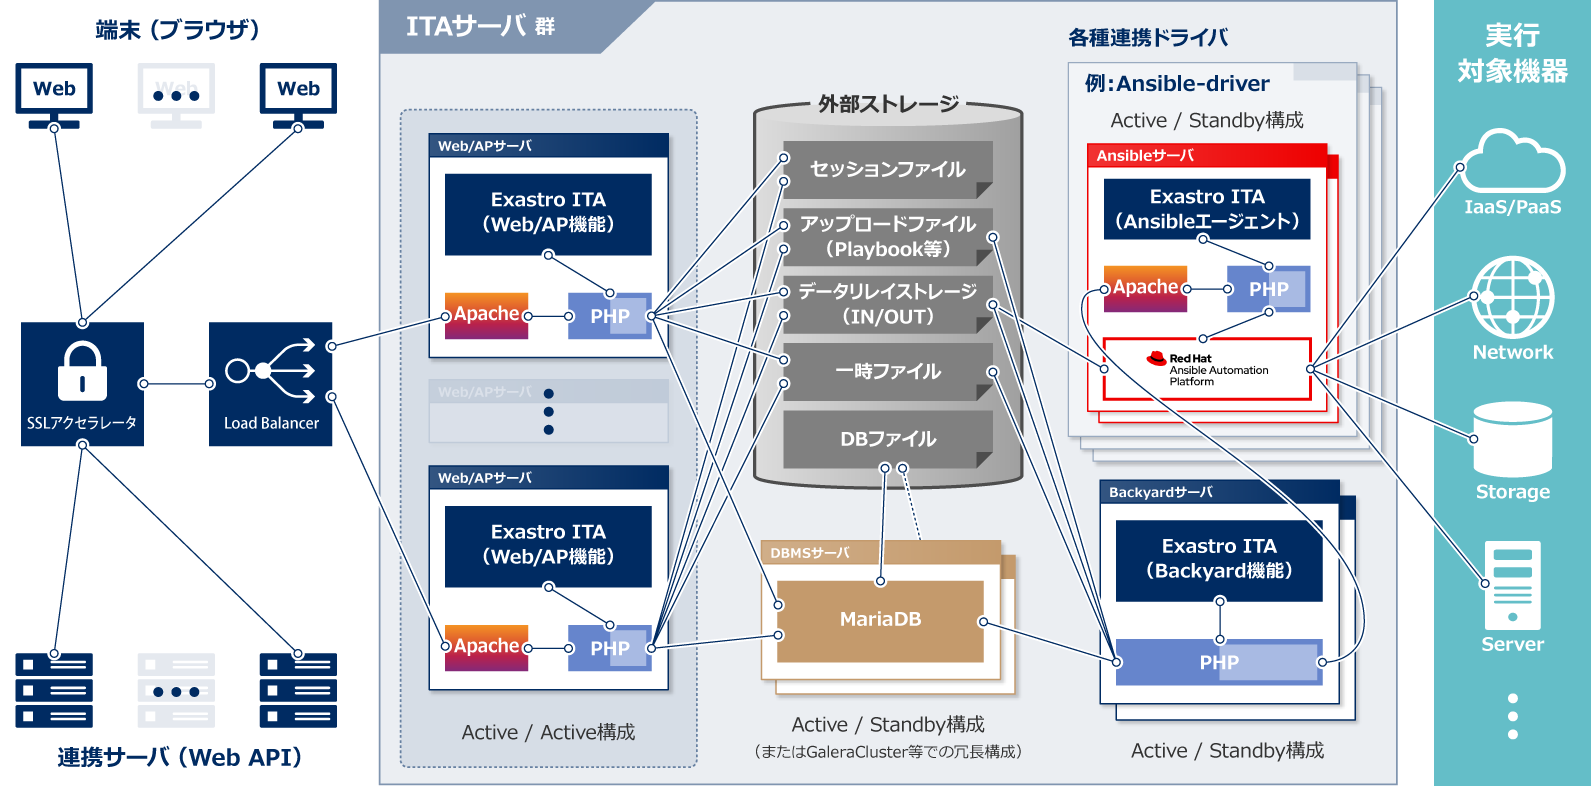 端末（ブラウザ）
Web
Web
Web
SSLアクセラレータ
Load Balancer
連携サーバ（Web API）
ITAサーバ 群
Web/APサーバ
Exastro ITA
（Web/AP機能）
Apache
PHP
Web/APサーバ
Web/APサーバ
Exastro ITA
（Web/AP機能）
Apache
PHP
Active / Active構成
外部ストレージ
セッションファイル
アップロードファイル
（Playbook等）
データリレイストレージ
（IN/OUT）
一時ファイル
DBファイル
DBMSサーバ
MariaDB
Active / Standby構成
（またはGaleraCluster等での冗長構成）
各種連携ドライバ
例：Ansible-driver
Active / Standby構成
Ansibleサーバ
Exastro ITA
（Ansibleエージェント）
Apache
PHP
Red Hat
Ansible Automation
Platform
Backyardサーバ
Exastro ITA
（Backyard機能）
PHP
Active / Standby構成
実行
対象機器
IaaS/PaaS
Network
Storage
Server